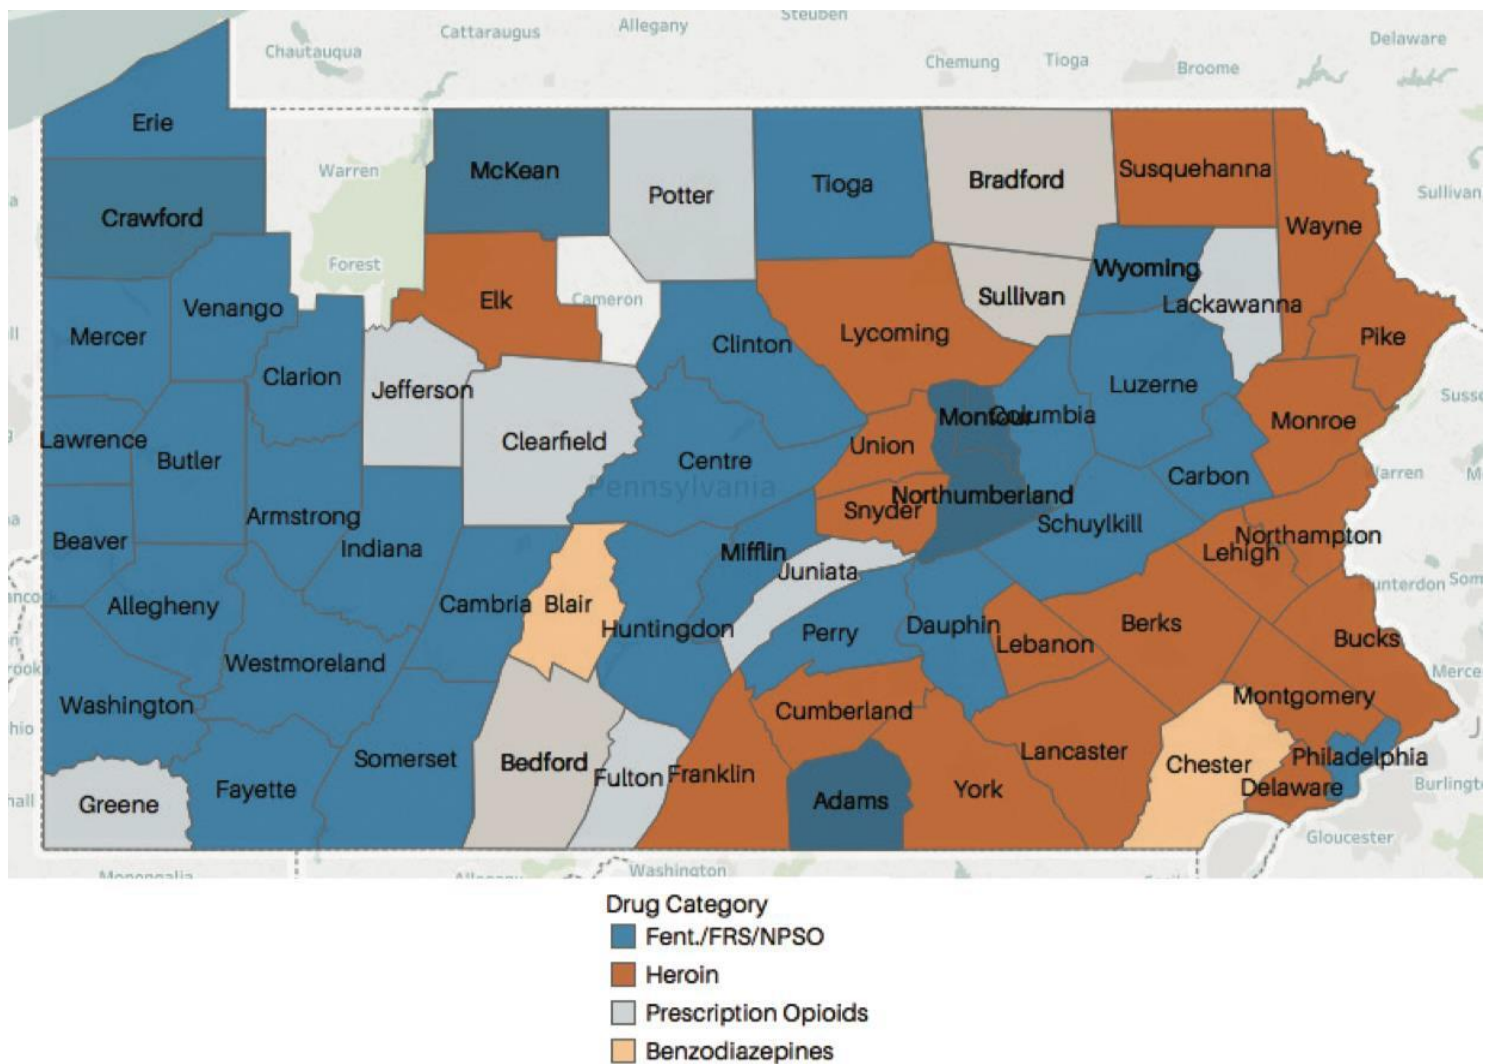 Steuben
Cattaraugus
Allegany
Chautauqua
Delaware
Chemung
Tioga
Broome
Erie
Warren
McKean
Potter
Tioga
Bradford
Susquehanna
Sullivan
Crawford
Wayne
Forest
Venango
Elk
Cameron
Sullivan
Wyoming
Lackawanna
Mercer
Clinton
Lycoming
Pike
Clarion
Jefferson
Luzerne
Montour
Columbia
Monroe
Lawrence
Butler
Clearfield
Centre
Union
Carbon
Warren
Pennsylvania
Northumberland
Armstrong
Snyder
Schuylkill
Beaver
Indiana
Mifflin
Lehigh
Northampton
Juniata
Allegheny
Cambria
Blair
Huntingdon
Perry
Dauphin
Lebanon
Berks
Bucks
Westmoreland
Washington
Cumberland
Montgomery
Somerset
Bedford
Fulton
Franklin
Lancaster
Chester
Philadelphia
Greene
Fayette
Adams
York
Delaware
Gloucester
Washington
Drug Category
Fent./FRS/NPSO
Heroin
Prescription Opioids
Benzodiazepines